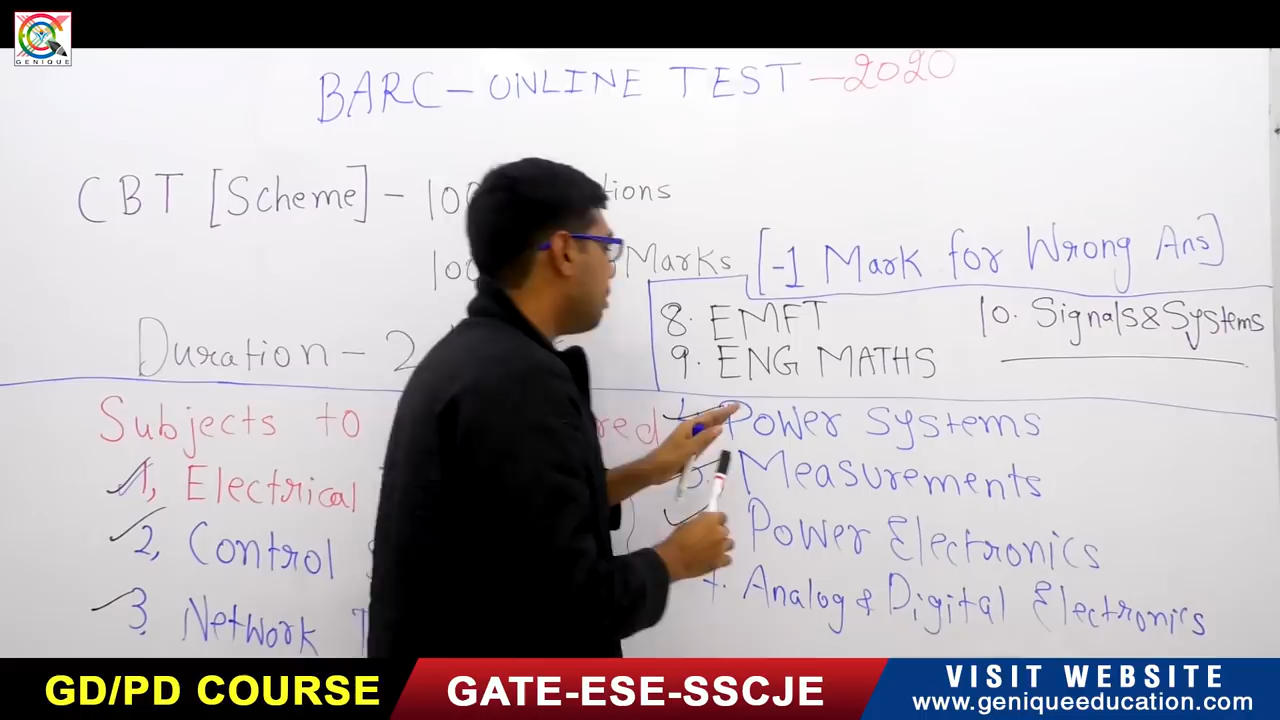 GENIQUE
BARC - ONLINE TEST - 2020
CBT [Scheme] - 100
100 Marks [-1 Mark for Wrong Ans]
Duration - 2
8. EMFT
9. ENG MATHS
10. Signals & Systems
Subjects to
1, Electrical
2, Control
3, Network
Power Systems
Measurements
Power Electronics
7. Analog & Digital Electronics
GD/PD COURSE
GATE-ESE-SSCJE
VISIT WEBSITE
www.geniqueeducation.com